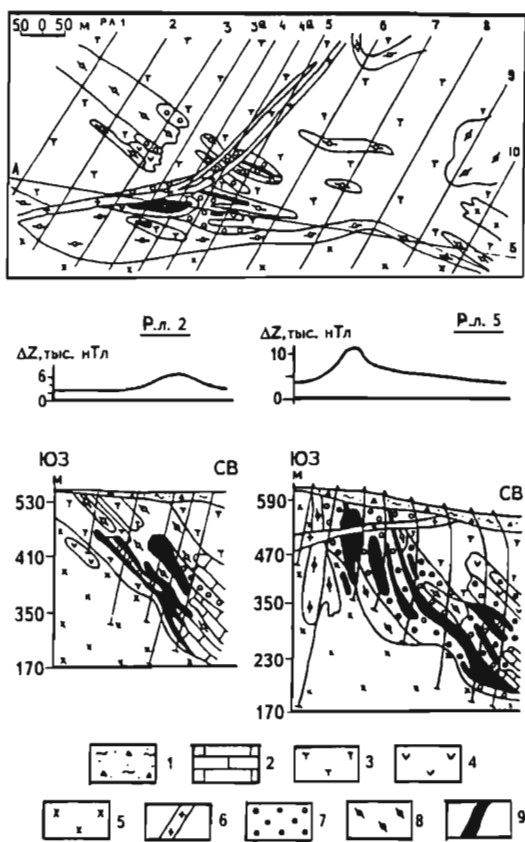 50 0 50 м РЛ 1 2 3 3а 4 4а 5 6 7 8
9
10
А
Б
Р.л. 2 Р.л. 5
ΔZ, тыс. нТл ΔZ, тыс. нТл
6 10
0 0
ЮЗ СВ ЮЗ СВ
м м
530 590
410 470
350 350
170 230
170
1 2 3 4
5 6 7 8 9